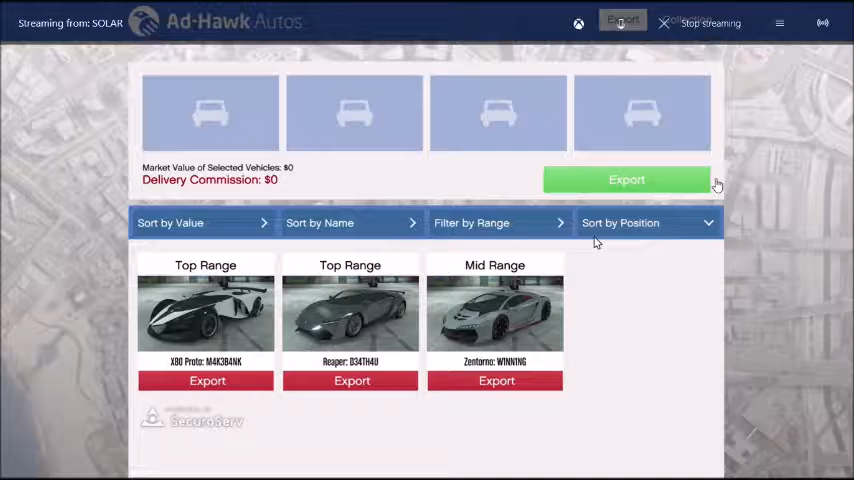 Streaming from: SOLAR
Ad-Hawk Autos
Export
Collection
Stop streaming
Market Value of Selected Vehicles: $0
Delivery Commission: $0
Export
Sort by Value
Sort by Name
Filter by Range
Sort by Position
Top Range
Top Range
Mid Range
X80 Proto: M4K3B4NK
Reaper: D34TH4U
Zentorno: W1NN1NG
Export
Export
Export
SecuroServ